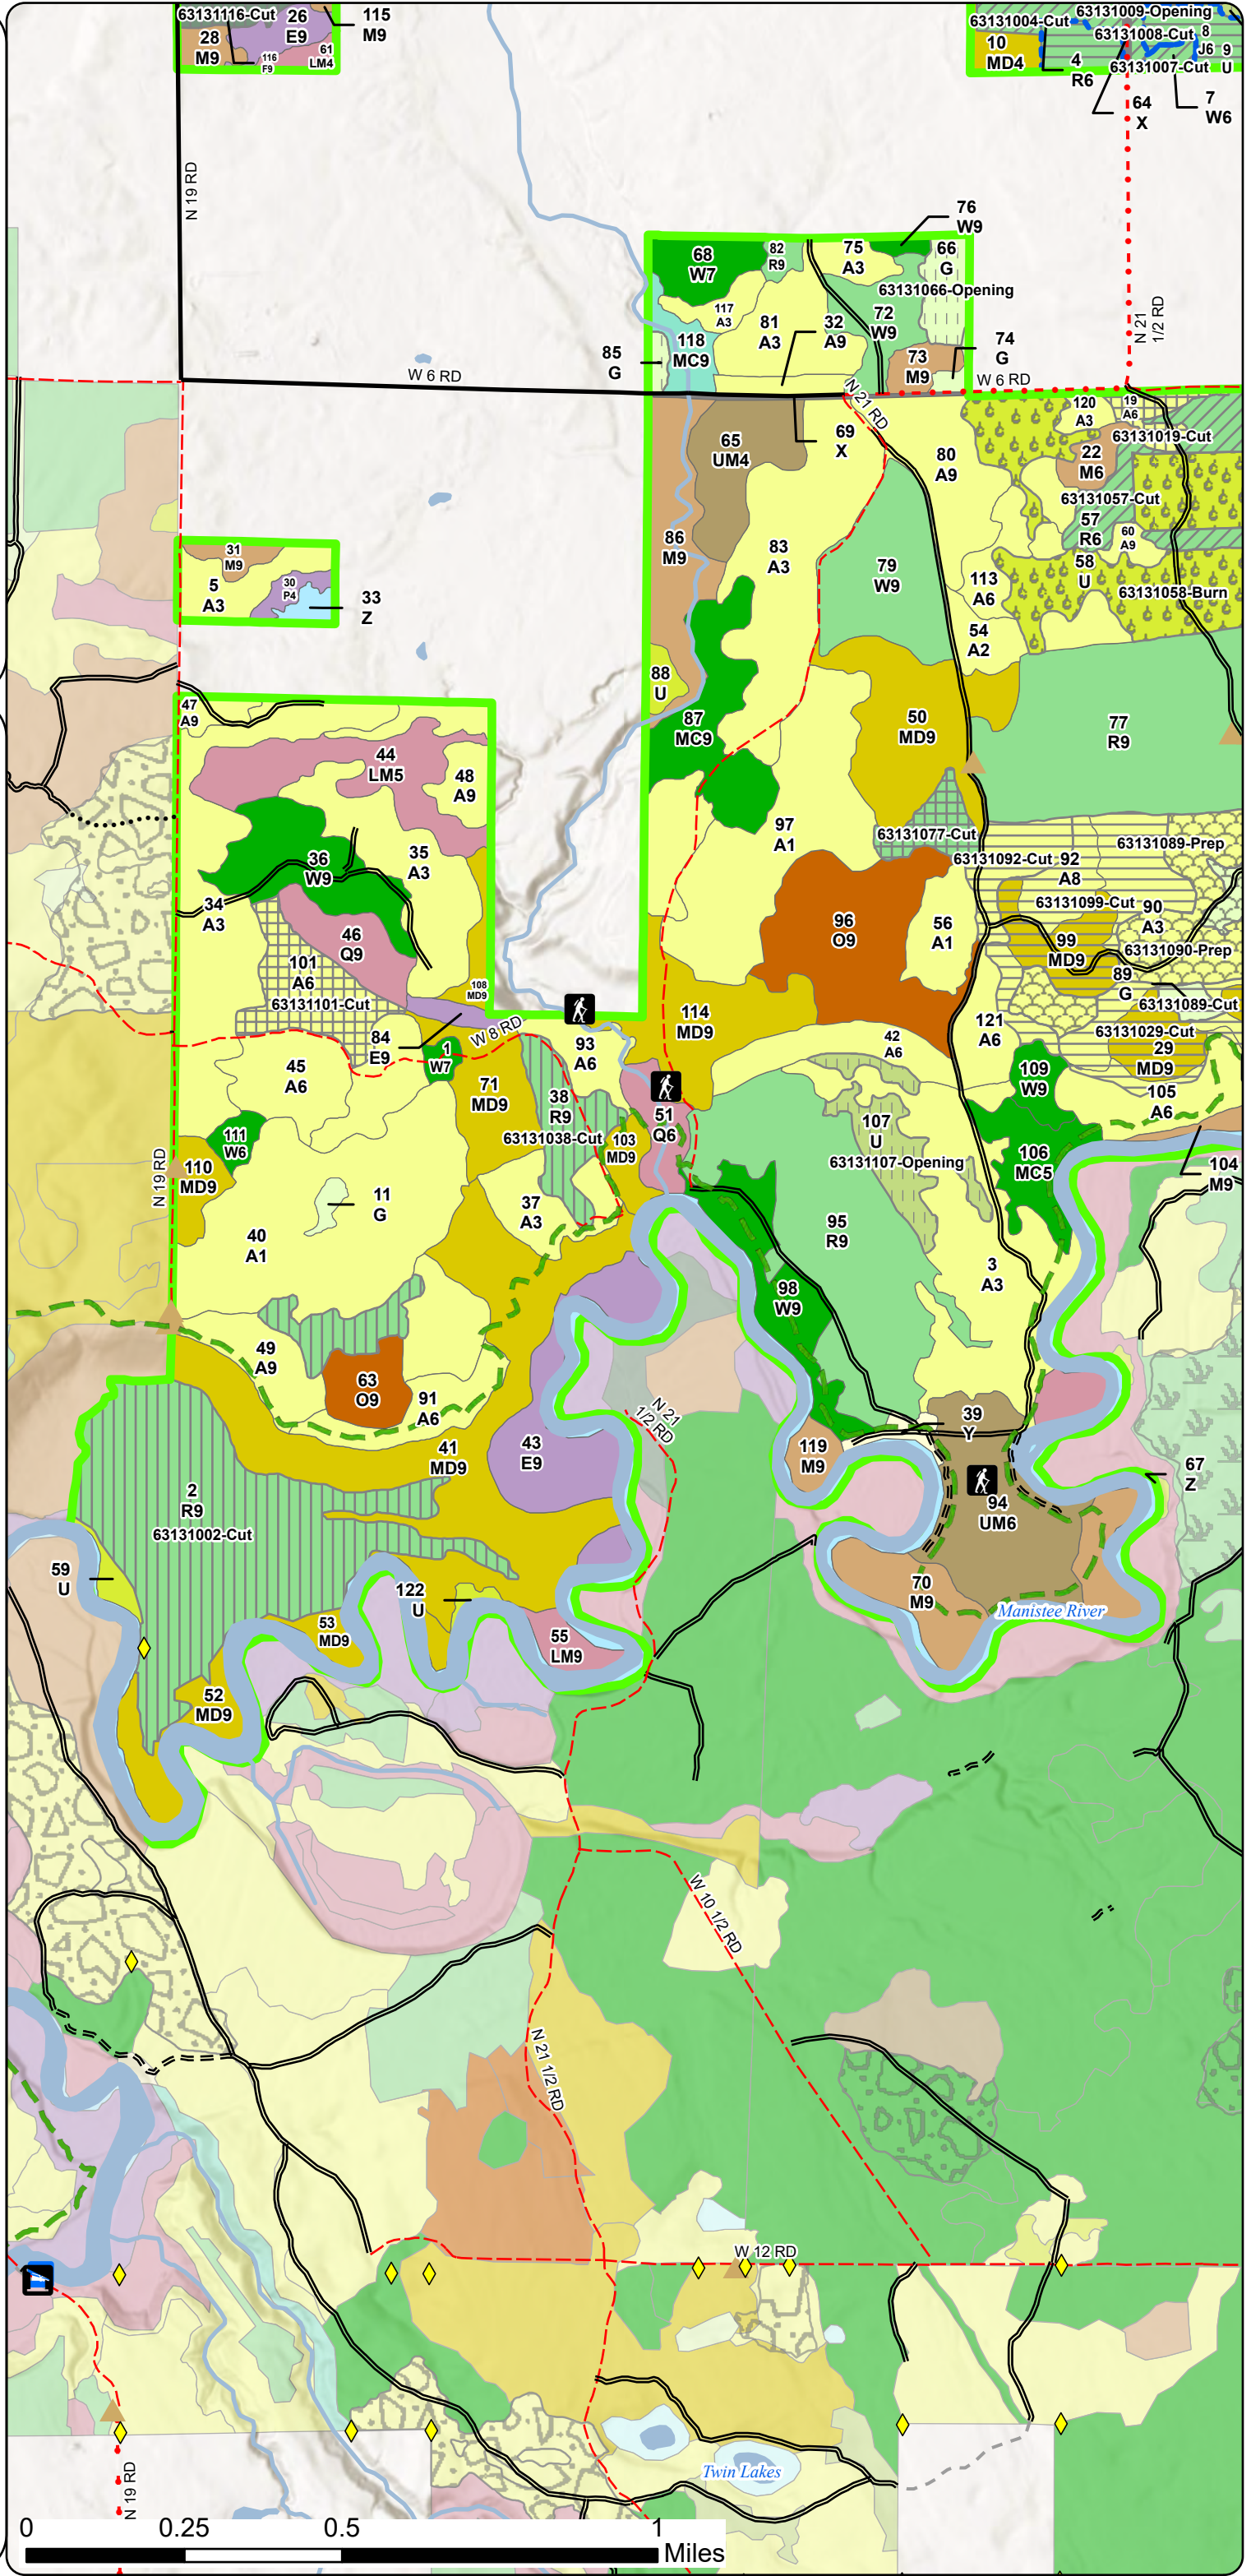 63131116-Cut
26
E9
115
M9
28
M9
116
F9
61
LM4
63131009-Opening
63131004-Cut
63131008-Cut
8
J6
9
U
10
MD4
4
R6
63131007-Cut
64
X
7
W6
N 19 RD
76
W9
68
W7
82
R9
75
A3
66
G
63131066-Opening
117
A3
81
A3
32
A9
72
W9
118
MC9
85
G
73
M9
74
G
N 21
1/2 RD
W 6 RD
W 6 RD
N 21 RD
65
UM4
69
X
80
A9
120
A3
19
A6
63131019-Cut
22
M6
63131057-Cut
57
R6
60
A9
58
U
63131058-Burn
86
M9
83
A3
79
W9
113
A6
54
A2
31
M9
5
A3
30
P4
33
Z
88
U
87
MC9
50
MD9
77
R9
47
A9
44
LM5
48
A9
35
A3
36
W9
34
A3
46
Q9
101
A6
63131101-Cut
108
MD9
97
A1
63131077-Cut
63131089-Prep
63131092-Cut
92
A8
63131099-Cut
90
A3
96
O9
56
A1
99
MD9
63131090-Prep
89
G
63131089-Cut
84
E9
W 8 RD
93
A6
114
MD9
42
A6
121
A6
63131029-Cut
29
MD9
1
W7
45
A6
71
MD9
38
R9
63131038-Cut
103
MD9
51
Q6
107
U
63131107-Opening
109
W9
105
A6
106
MC5
104
M9
111
W6
110
MD9
N 19 RD
11
G
37
A3
40
A1
95
R9
3
A3
98
W9
49
A9
63
O9
91
A6
43
E9
41
MD9
N 21
1/2 RD
119
M9
39
Y
67
Z
94
UM6
2
R9
63131002-Cut
59
U
122
U
53
MD9
55
LM9
70
M9
Manistee River
52
MD9
W 10 1/2 RD
N 21 1/2 RD
W 12 RD
Twin Lakes
N 19 RD
0
0.25
0.5
1
Miles